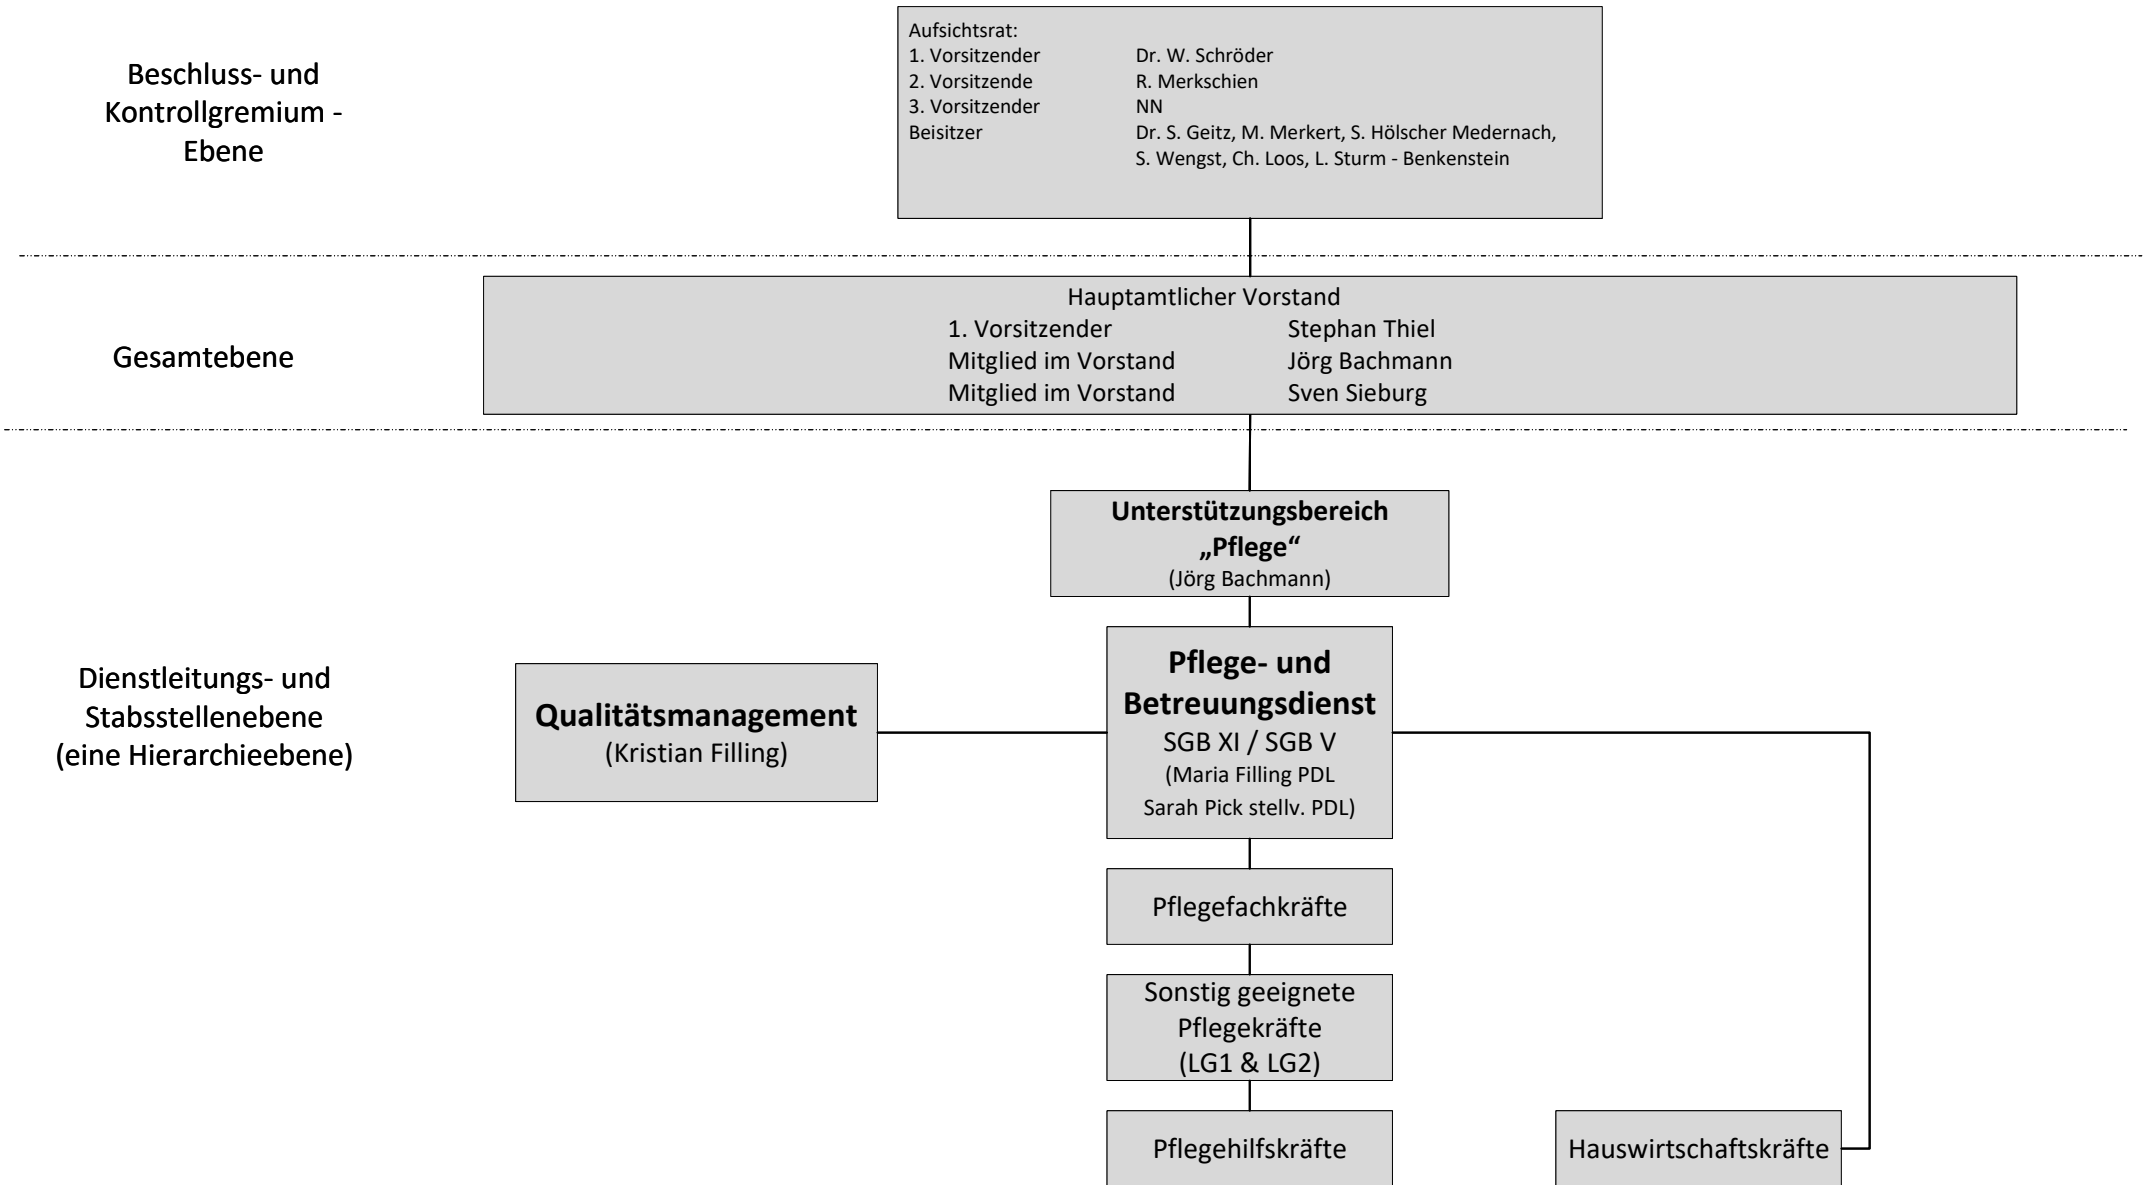 Beschluss- und
Kontrollgremium -
Ebene
Aufsichtsrat:
1. Vorsitzender Dr. W. Schröder
2. Vorsitzende R. Merkschien
3. Vorsitzender NN
Beisitzer Dr. S. Geitz, M. Merkert, S. Hölscher Medernach,
S. Wengst, Ch. Loos, L. Sturm - Benkenstein
Gesamtebene
Hauptamtlicher Vorstand
1. Vorsitzender Stephan Thiel
Mitglied im Vorstand Jörg Bachmann
Mitglied im Vorstand Sven Sieburg
Unterstützungsbereich
„Pflege“
(Jörg Bachmann)
Dienstleitungs- und
Stabsstellenebene
(eine Hierarchieebene)
Qualitätsmanagement
(Kristian Filling)
Pflege- und
Betreuungsdienst
SGB XI / SGB V
(Maria Filling PDL
Sarah Pick stellv. PDL)
Pflegefachkräfte
Sonstig geeignete
Pflegekräfte
(LG1 & LG2)
Pflegehilfskräfte
Hauswirtschaftskräfte